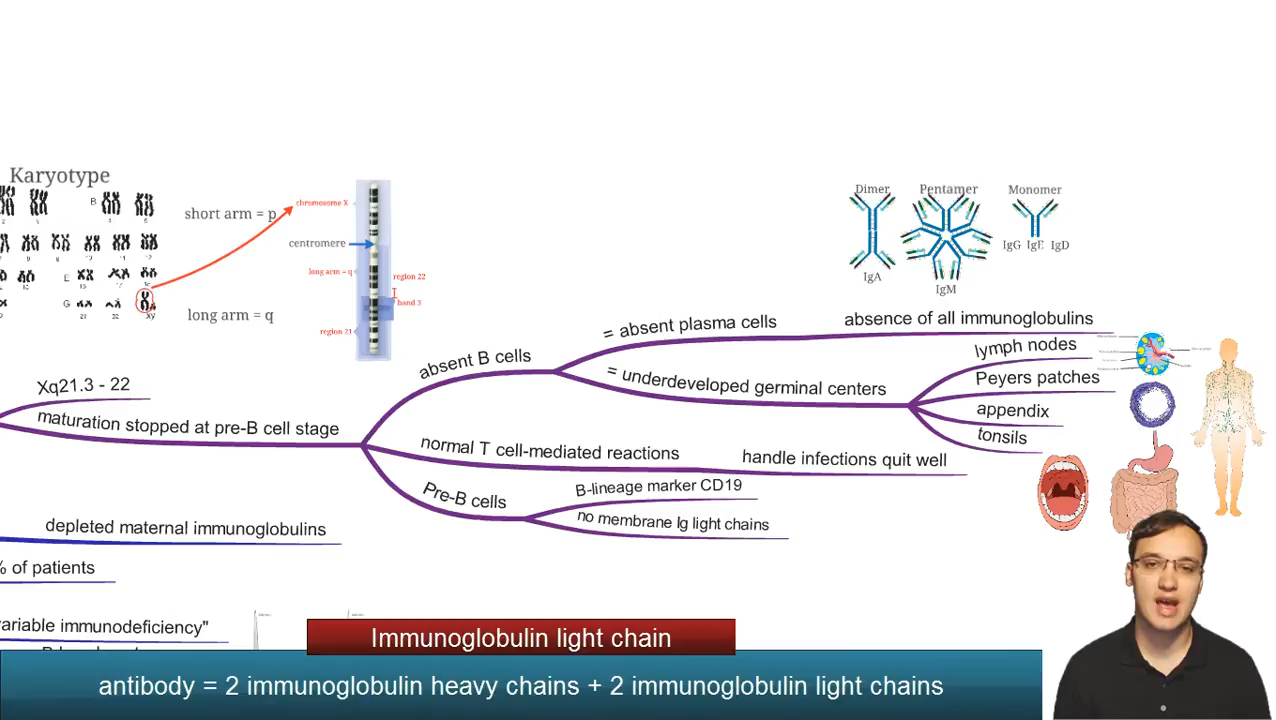 Karyotype
short arm = p
long arm = q
chromosome X
centromere
long arm = q
region 22
band 3
region 21
Dimer
Pentamer
Monomer
IgA
IgM
IgG IgE IgD
B
E
G
Xy
Xq21.3 - 22
maturation stopped at pre-B cell stage
absent B cells
= absent plasma cells
absence of all immunoglobulins
= underdeveloped germinal centers
lymph nodes
Peyers patches
appendix
tonsils
normal T cell-mediated reactions
handle infections quit well
Pre-B cells
B-lineage marker CD19
no membrane Ig light chains
depleted maternal immunoglobulins
% of patients
ariable immunodeficiency"
Immunoglobulin light chain
antibody = 2 immunoglobulin heavy chains + 2 immunoglobulin light chains